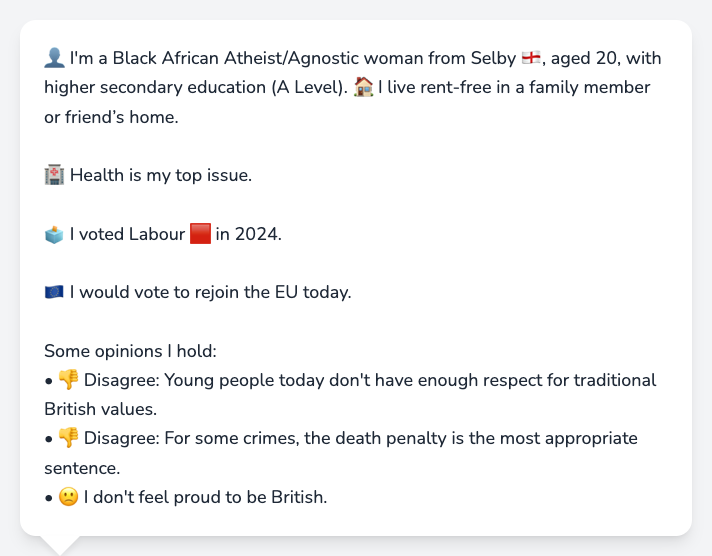 👤 I'm a Black African Atheist/Agnostic woman from Selby 🏴󠁧󠁢󠁥󠁮󠁧󠁿, aged 20, with
higher secondary education (A Level). 🏠 I live rent-free in a family member
or friend’s home.
🏥 Health is my top issue.
🗳️ I voted Labour 🟥 in 2024.
🇪🇺 I would vote to rejoin the EU today.
Some opinions I hold:
• 👎 Disagree: Young people today don't have enough respect for traditional
British values.
• 👎 Disagree: For some crimes, the death penalty is the most appropriate
sentence.
• 🙁 I don't feel proud to be British.